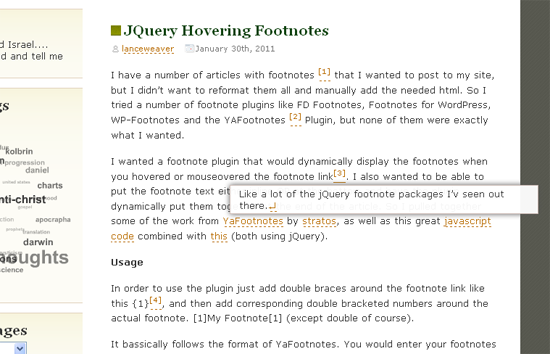 JQuery Hovering Footnotes
lanceweaver January 30th, 2011
I have a number of articles with footnotes [1] that I wanted to post to my site,
but I didn't want to reformat them all and manually add the needed html. So I
tried a number of footnote plugins like FD Footnotes, Footnotes for WordPress,
WP-Footnotes and the YAFootnotes [2] Plugin, but none of them were exactly
what I wanted.
I wanted a footnote plugin that would dynamically display the footnotes when
you hovered or mouseovered the footnote link[3]. I also wanted to be able to
put the footnote text eit
Like a lot of the jQuery footnote packages I'v seen out
there...
dynamically put them tog
some of the work from YaFootnotes by stratos, as well as this great javascript
code combined with this (both using jQuery).
Usage
In order to use the plugin just add double braces around the footnote link like
this {1}[4], and then add corresponding double bracketed numbers around the
actual footnote. [1]My Footnote[1] (except double of course).
It bassically follows the format of YaFootnotes. You would enter your footnotes
d Israel....
d and tell me
gs
kolbrin
progression
daniel
united states
charts
nti-christ
apocrapha
translation
darwin
oughts
science
ages